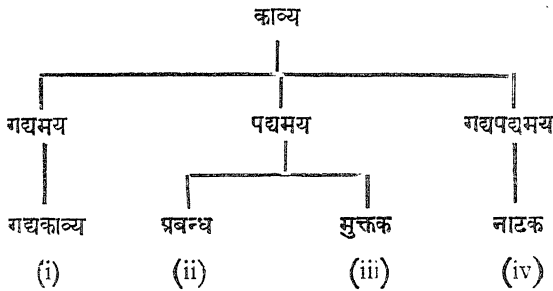 काव्य
गद्यमय पद्यमय गद्यपद्यमय
गद्यकाव्य प्रबन्ध मुक्तक नाटक
(i) (ii) (iii) (iv)